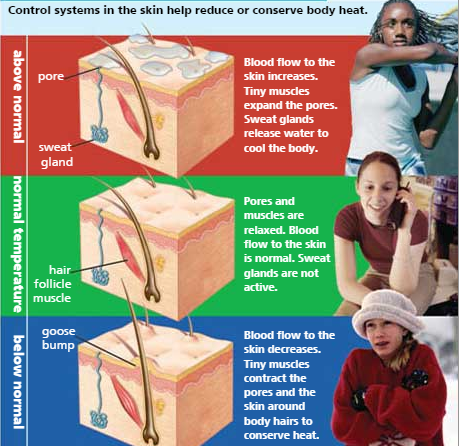 Control systems in the skin help reduce or conserve body heat.
above normal
pore
sweat
gland
Blood flow to the
skin increases.
Tiny muscles
expand the pores.
Sweat glands
release water to
cool the body.
normal temperature
hair
follicle
muscle
Pores and
muscles are
relaxed. Blood
flow to the skin
is normal. Sweat
glands are not
active.
below normal
goose
bump
Blood flow to the
skin decreases.
Tiny muscles
contract the
pores and the
skin around
body hairs to
conserve heat.